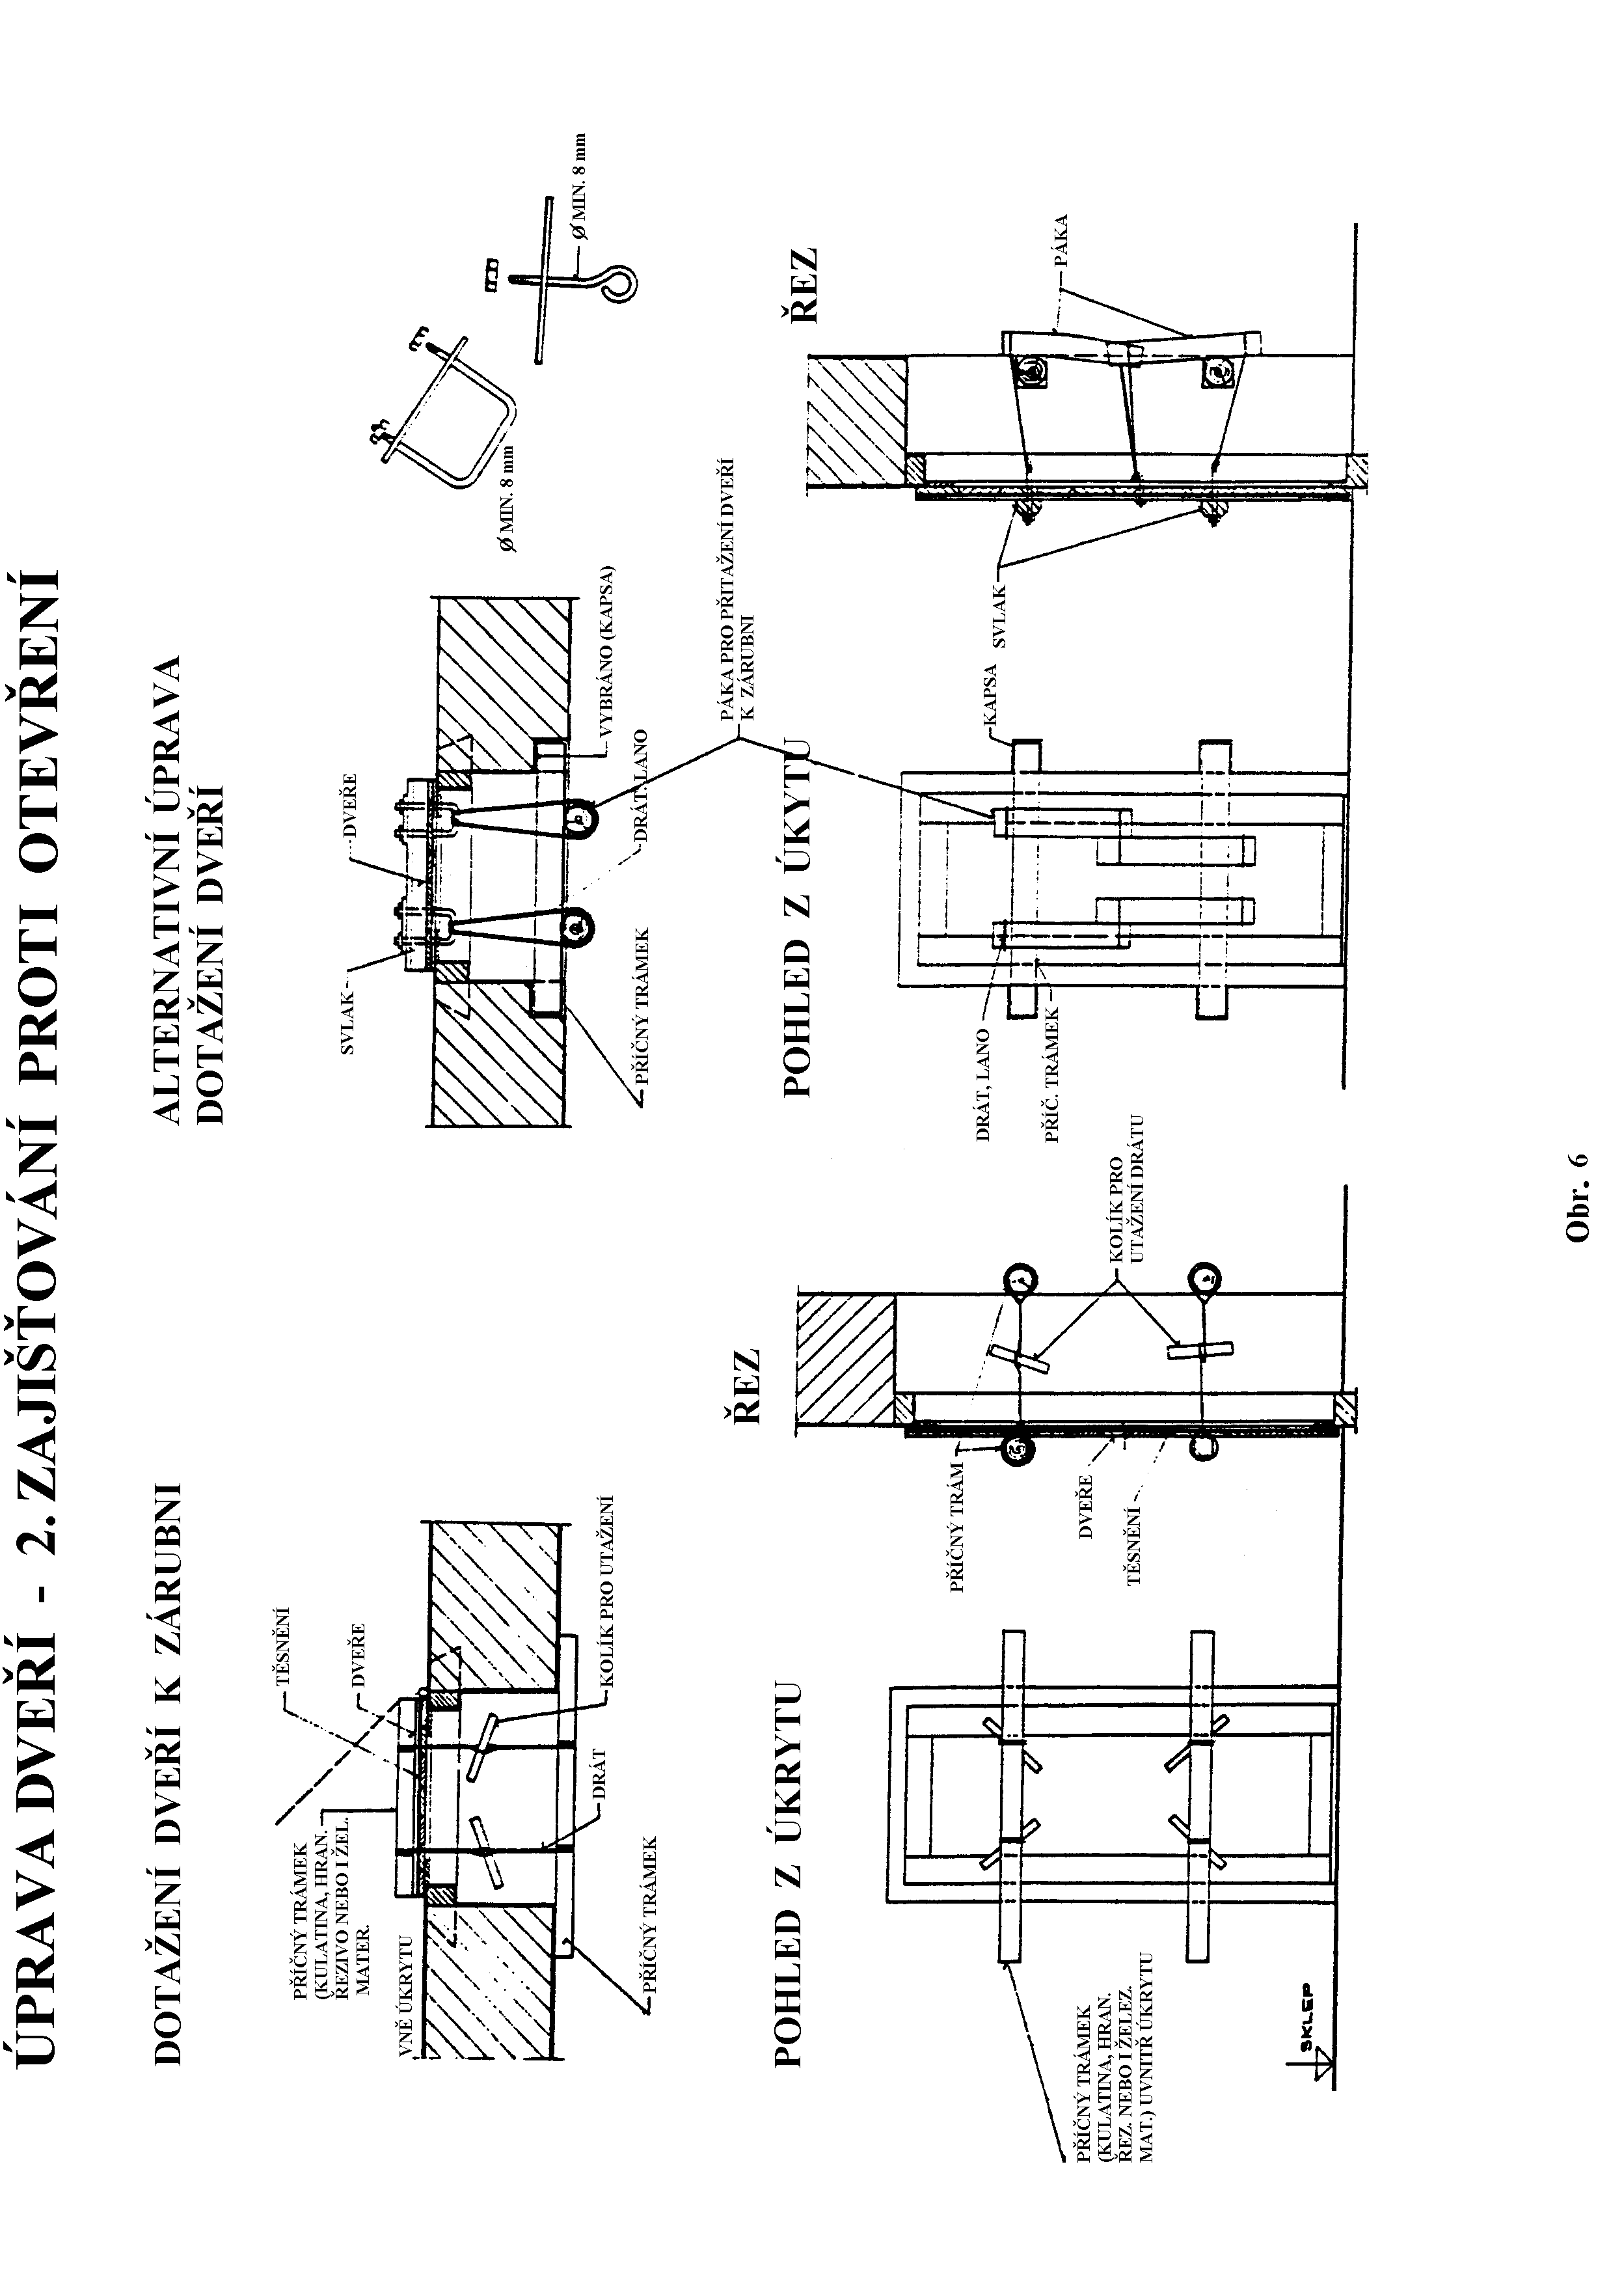 ÚPRAVA DVEŘÍ - 2. ZAJIŠŤOVÁNÍ PROTI OTEVŘENÍ
DOTAŽENÍ DVEŘÍ K ZÁRUBNI
TĚSNĚNÍ
DVEŘE
PŘÍČNÝ TRÁMEK
(KULATINA, HRAN.
ŘEZIVO NEBO I ŽEL.
MATER.
VNĚ ÚKRYTU
KOLÍK PRO UTAŽENÍ
DRÁT
PŘÍČNÝ TRÁMEK
ALTERNATIVNÍ ÚPRAVA
DOTAŽENÍ DVEŘÍ
SVLAK
DVEŘE
VYBRÁNO (KAPSA)
DRÁT. LANO
PŘÍČNÝ TRÁMEK
PÁKA PRO PŘITAŽENÍ DVEŘÍ
K ZÁRUBNI
Ø MIN. 8 mm
Ø MIN. 8 mm
POHLED Z ÚKRYTU
PŘÍČNÝ TRÁMEK
(KULATINA, HRAN.
ŘEZ. NEBO I ŽELEZ.
MAT.) UVNITŘ ÚKRYTU
SKLEP
ŘEZ
PŘÍČNÝ TRÁM
DVEŘE
TĚSNĚNÍ
KOLÍK PRO
UTAŽENÍ DRÁTU
POHLED Z ÚKYTU
DRÁT, LANO
PŘÍČ. TRÁMEK
KAPSA
SVLAK
ŘEZ
PÁKA
Obr. 6